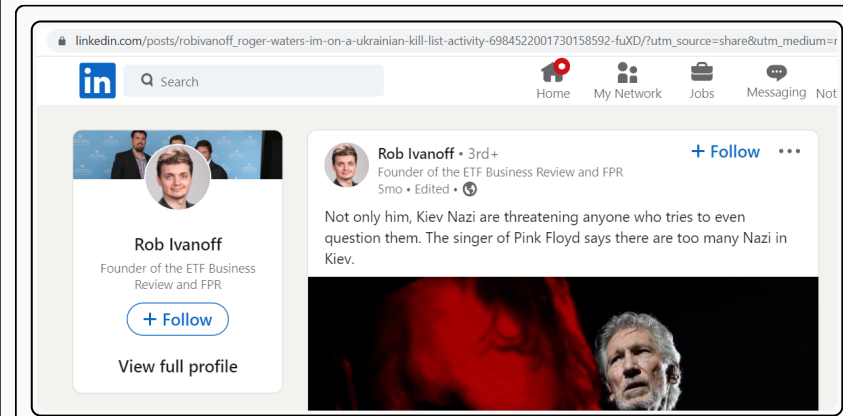 linkedin.com/posts/robivanoff_roger-waters-im-on-a-ukrainian-kill-list-activity-6984522001730158592-fuXD/?utm_source=share&utm_medium=
in
Search
Home
My Network
Jobs
Messaging
Not
Rob Ivanoff • 3rd+
+ Follow
Founder of the ETF Business Review and FPR
5mo • Edited •
Not only him, Kiev Nazi are threatening anyone who tries to even
question them. The singer of Pink Floyd says there are too many Nazi in
Kiev.
Rob Ivanoff
Founder of the ETF Business
Review and FPR
+ Follow
View full profile